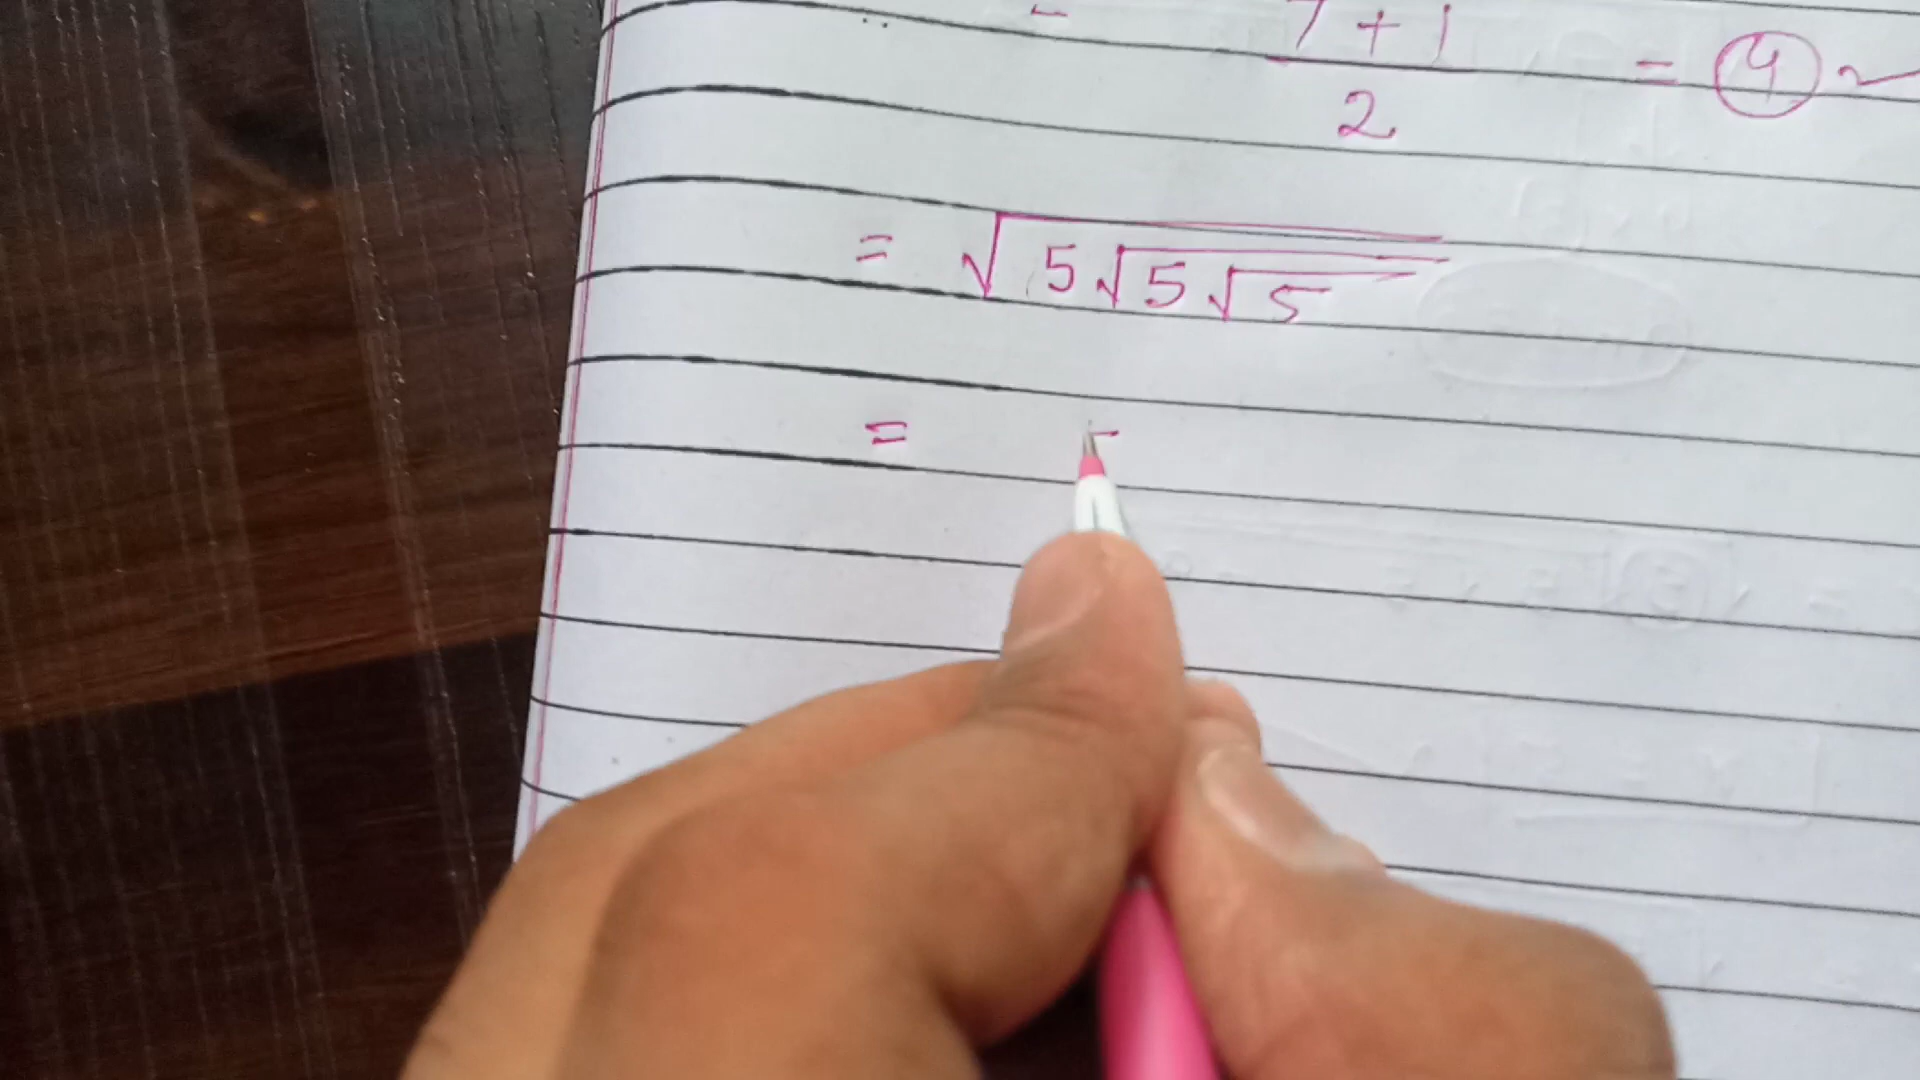 = 7 + 1 / 2 = 4 ✓
= √5√5√5
=